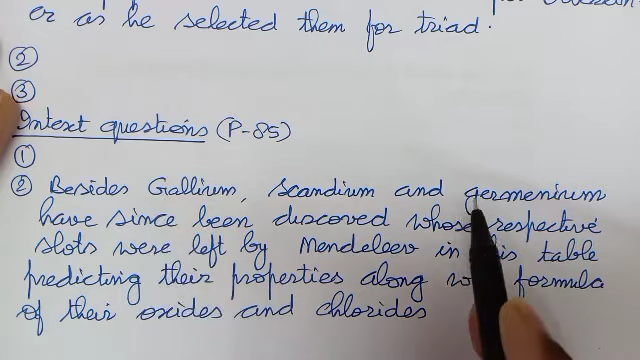 or as he selected them for triad.
②
③
Intext questions (P-85)
①
② Besides Gallium, scandium and germenium
have since been discoved whose respective
slots were left by Mendeleev in his table
predicting their properties along formula
of their oxides and chlorides